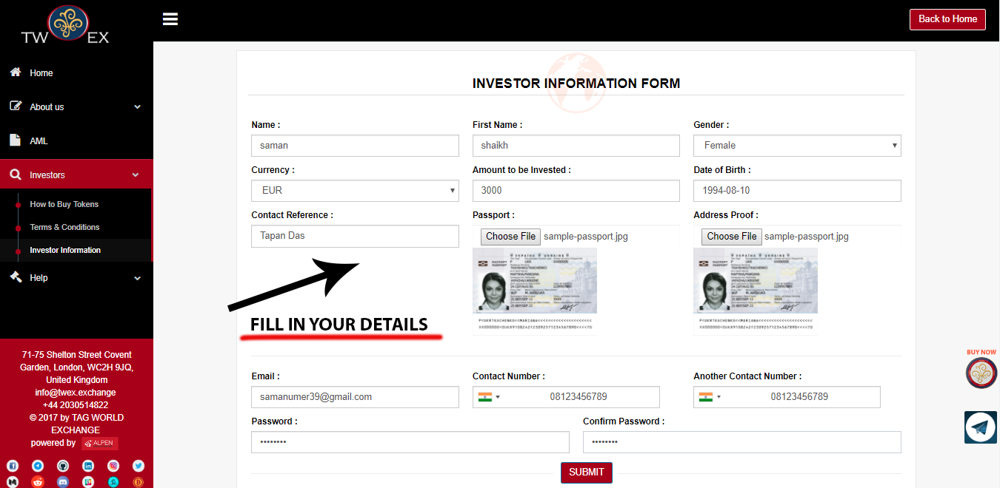 TW EX
Back to Home
Home
About us
AML
Investors
How to Buy Tokens
Terms & Conditions
Investor Information
Help
71-75 Shelton Street Covent
Garden, London, WC2H 9JQ,
United Kingdom
info@twex.exchange
+44 2030514822
© 2017 by TAG WORLD
EXCHANGE
powered by ALPEN
INVESTOR INFORMATION FORM
Name : First Name : Gender :
saman shaikh Female
Currency : Amount to be Invested : Date of Birth :
EUR 3000 1994-08-10
Contact Reference : Passport : Address Proof :
Tapan Das Choose File sample-passport.jpg Choose File sample-passport.jpg
FILL IN YOUR DETAILS
Email : Contact Number : Another Contact Number :
samanumer39@gmail.com 08123456789 08123456789
Password : Confirm Password :
•••••••• ••••••••
SUBMIT
BUY NOW